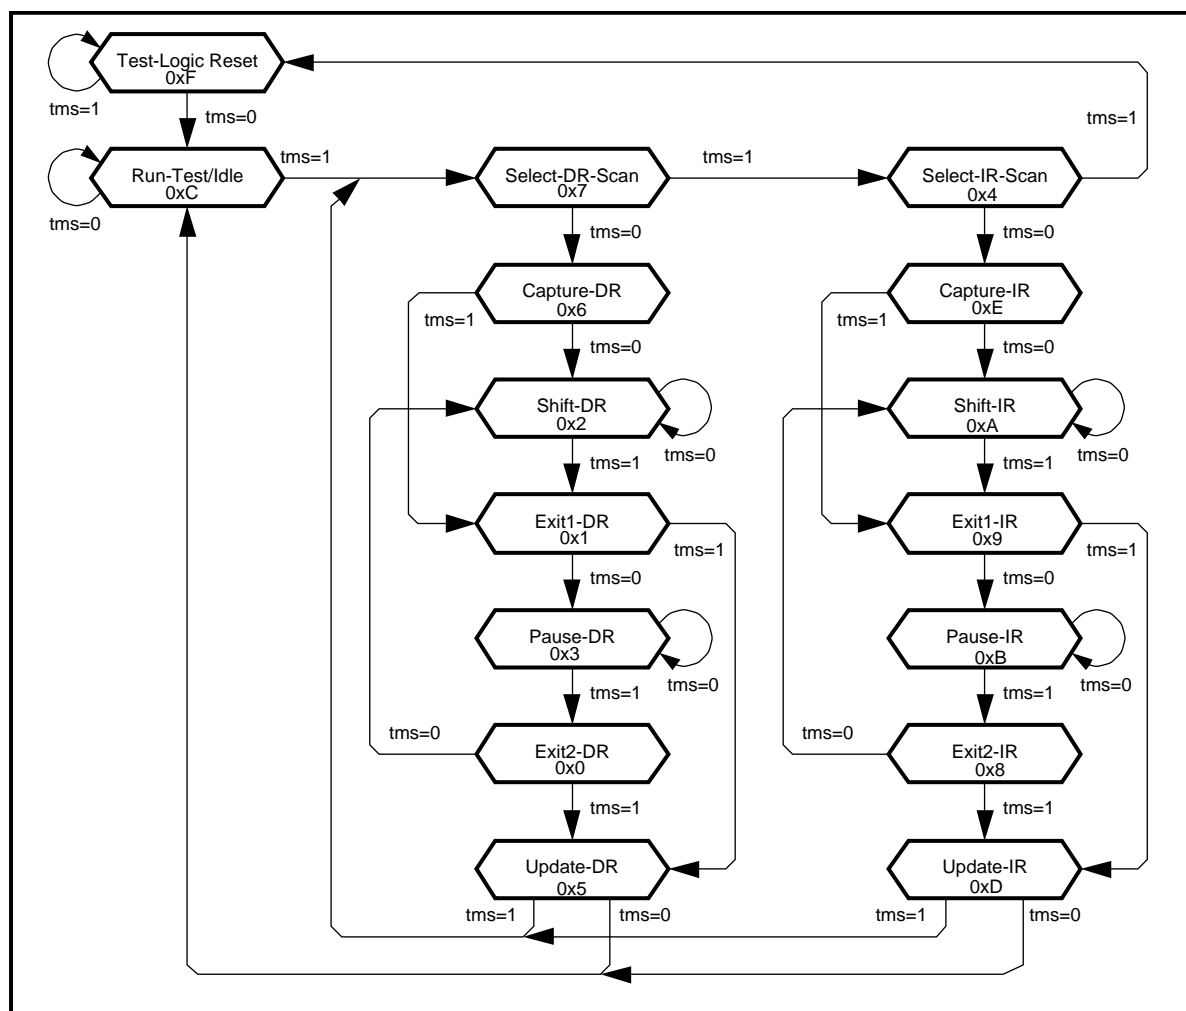 Test-Logic Reset
0xF
tms=1
tms=0
tms=1
Run-Test/Idle
0xC
tms=1
tms=0
Select-DR-Scan
0x7
tms=1
Select-IR-Scan
0x4
tms=0
tms=0
Capture-DR
0x6
tms=1
Capture-IR
0xE
tms=1
tms=0
tms=0
Shift-DR
0x2
tms=0
Shift-IR
0xA
tms=0
tms=1
tms=1
Exit1-DR
0x1
tms=1
Exit1-IR
0x9
tms=1
tms=0
tms=0
Pause-DR
0x3
tms=0
Pause-IR
0xB
tms=0
tms=1
tms=1
tms=0
Exit2-DR
0x0
tms=0
Exit2-IR
0x8
tms=1
tms=1
Update-DR
0x5
Update-IR
0xD
tms=1
tms=0
tms=1
tms=0